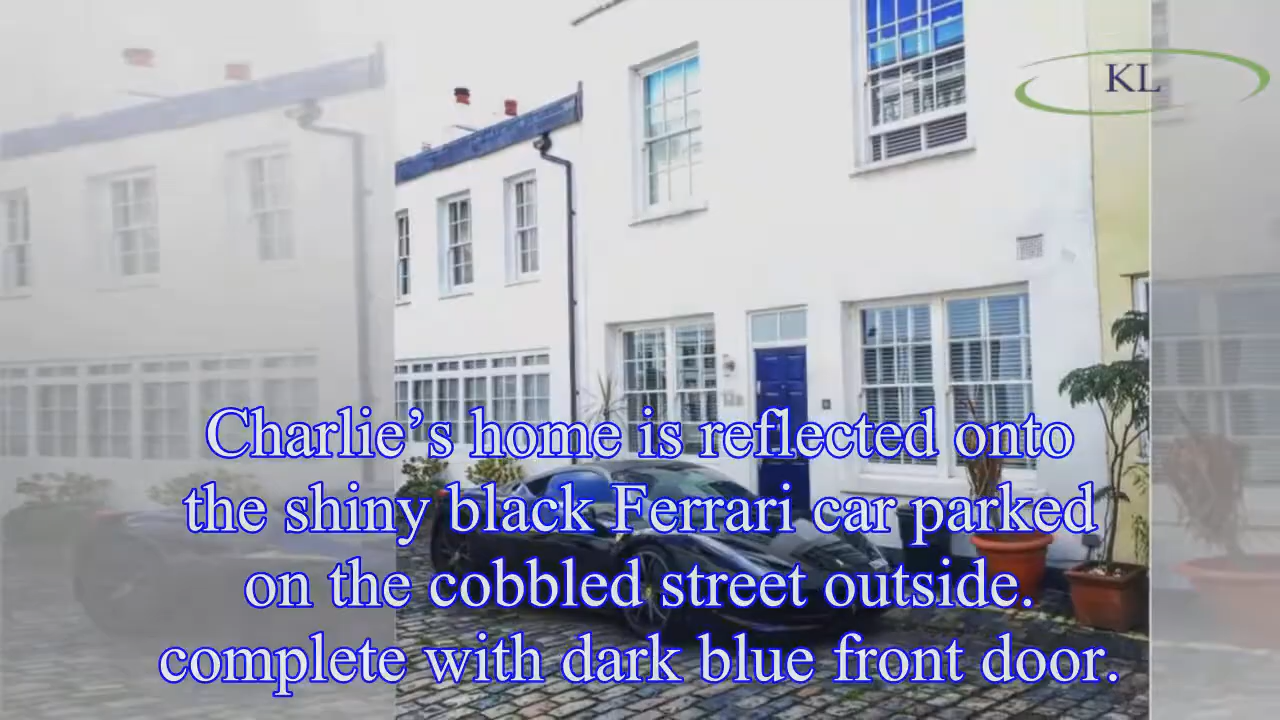 KL
Charlie’s home is reflected onto
the shiny black Ferrari car parked
on the cobbled street outside.
complete with dark blue front door.